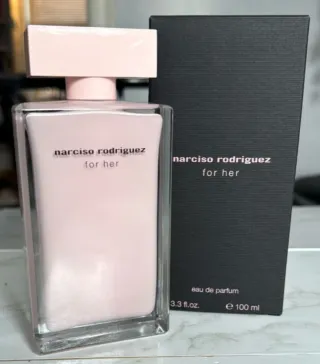 narciso rodriguez
for her
narciso rodriguez
for her
eau de parfum
3.3 fl.oz. ℮ 100 ml